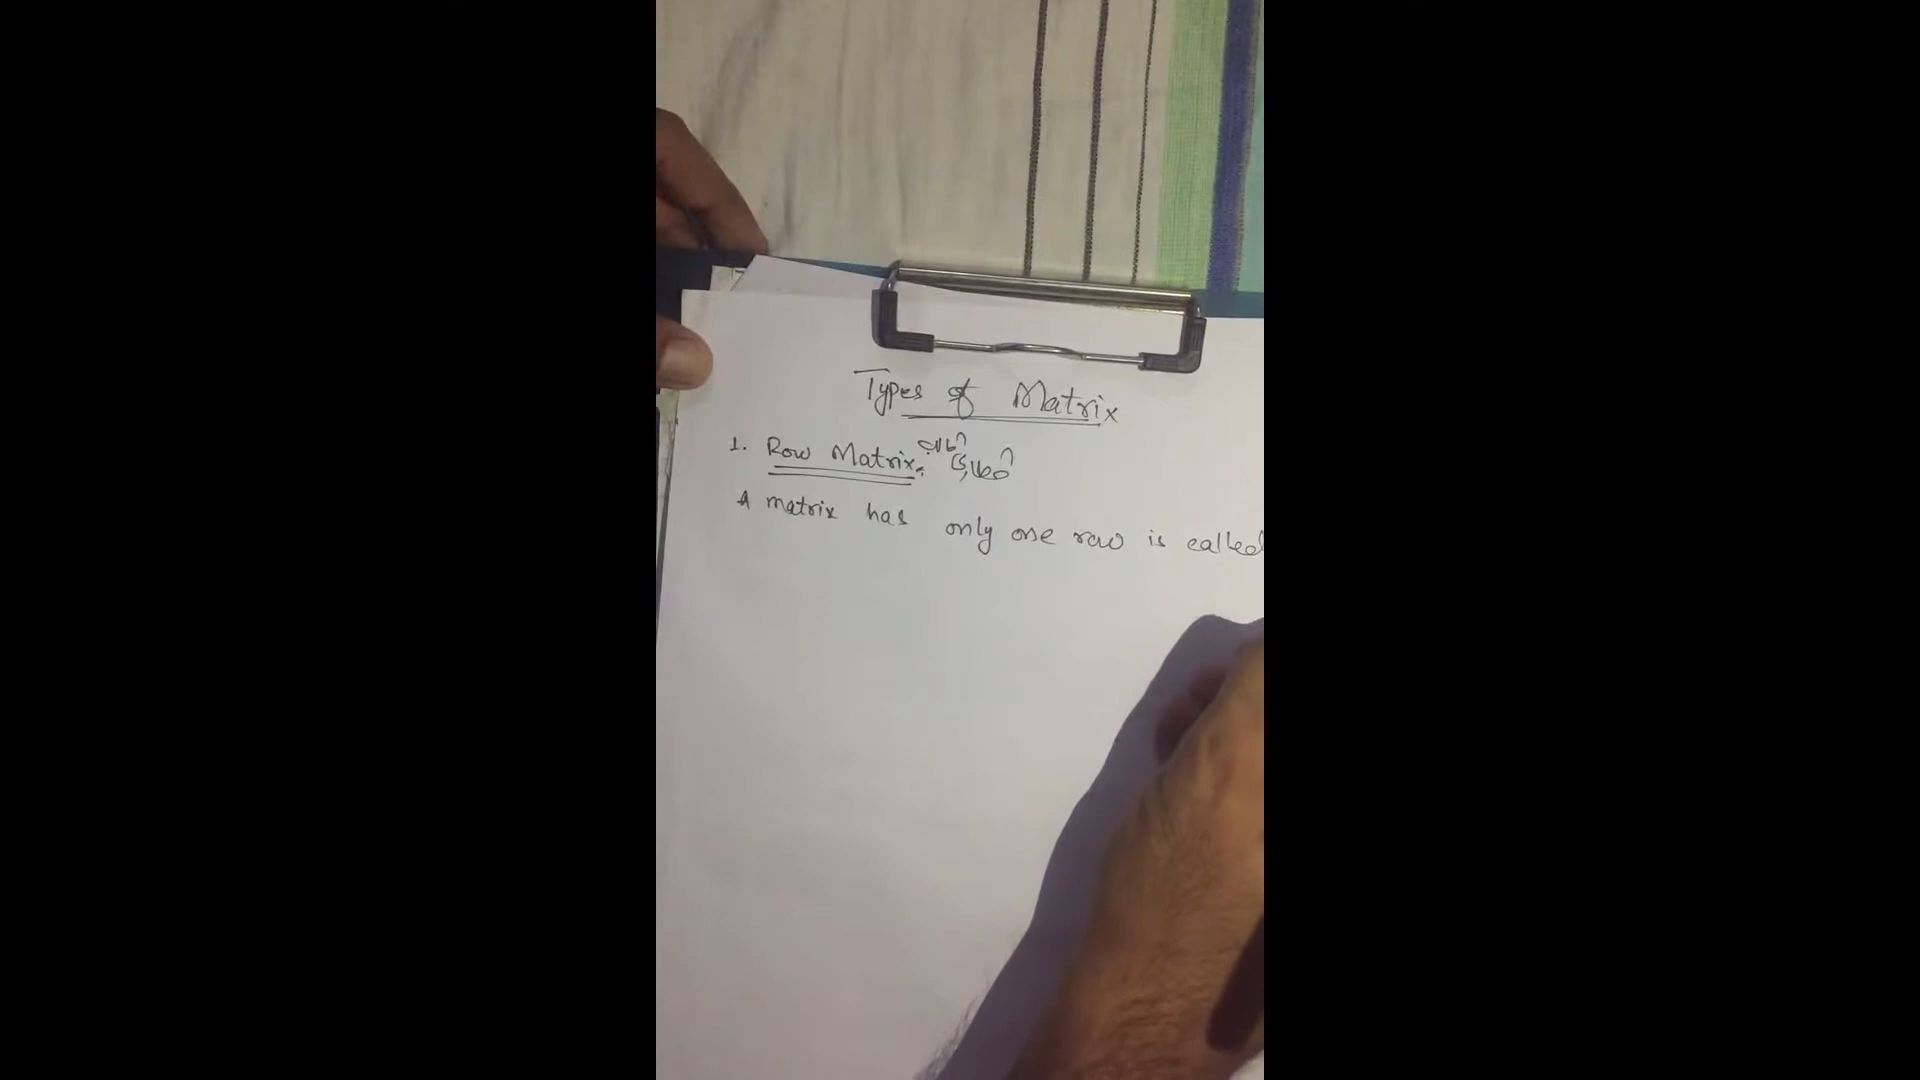 Types of Matrix
1. Row Matrix:
A matrix has only one row is called